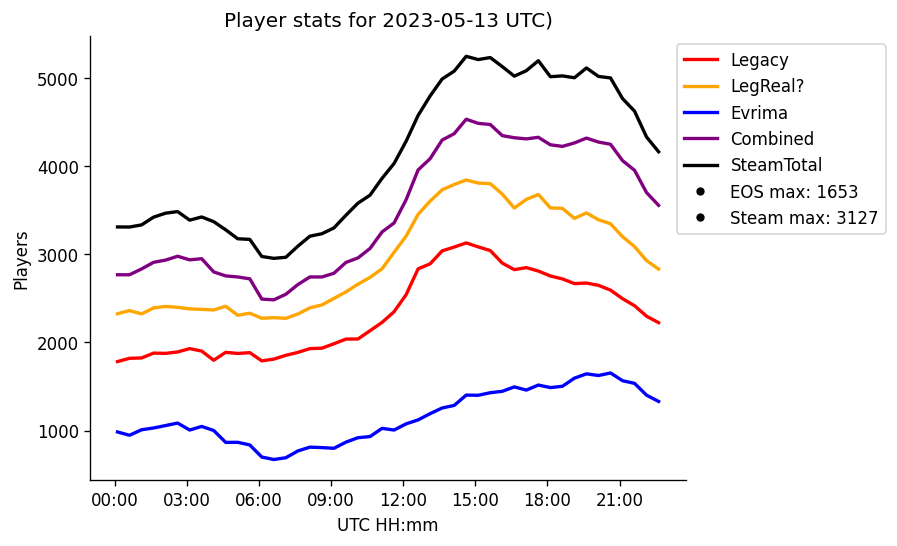 Player stats for 2023-05-13 UTC)
Legacy
LegReal?
Evrima
Combined
SteamTotal
EOS max: 1653
Steam max: 3127
Players
5000
4000
3000
2000
1000
00:00 03:00 06:00 09:00 12:00 15:00 18:00 21:00
UTC HH:mm